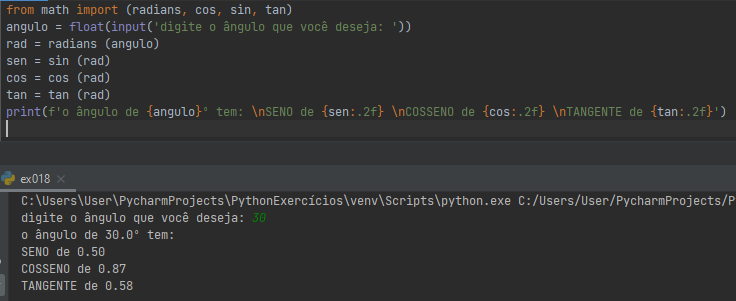 from math import (radians, cos, sin, tan)
angulo = float(input('digite o ângulo que você deseja: '))
rad = radians (angulo)
sen = sin (rad)
cos = cos (rad)
tan = tan (rad)
print(f'o ângulo de {angulo}° tem: \nSENO de {sen:.2f} \nCOSSENO de {cos:.2f} \nTANGENTE de {tan:.2f}')
ex018 ×
C:\Users\User\PycharmProjects\PythonExercícios\venv\Scripts\python.exe C:/Users/User/PycharmProjects/P
digite o ângulo que você deseja: 30
o ângulo de 30.0° tem:
SENO de 0.50
COSSENO de 0.87
TANGENTE de 0.58